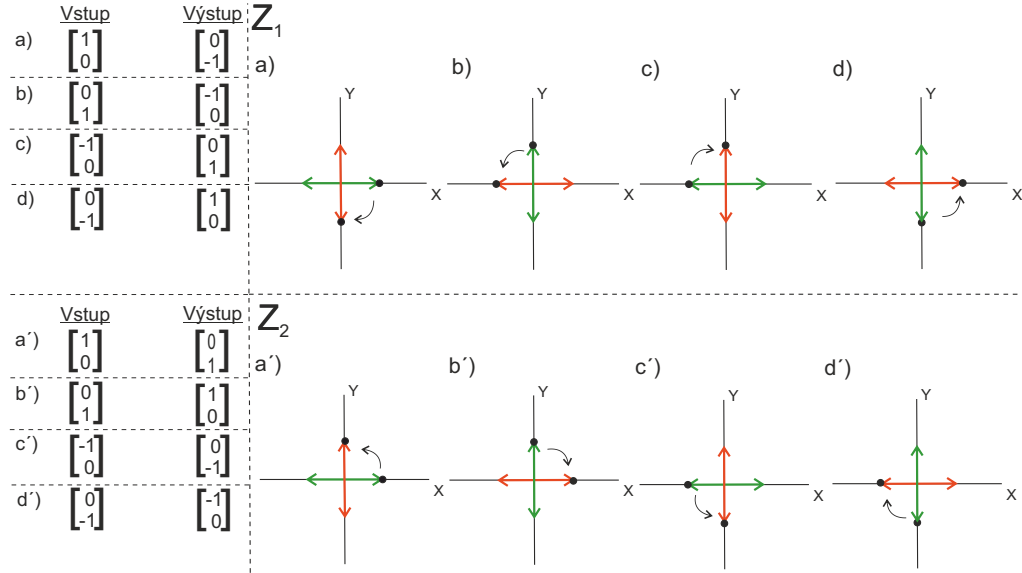 Vstup Výstup
a) [1 0] [0 -1]
b) [0 1] [-1 0]
c) [-1 0] [0 1]
d) [0 -1] [1 0]
Z1
a) b) c) d)
Y Y Y Y
X X X X
Vstup Výstup
a´) [1 0] [0 1]
b´) [0 1] [1 0]
c´) [-1 0] [0 -1]
d´) [0 -1] [-1 0]
Z2
a´) b´) c´) d´)
Y Y Y Y
X X X X